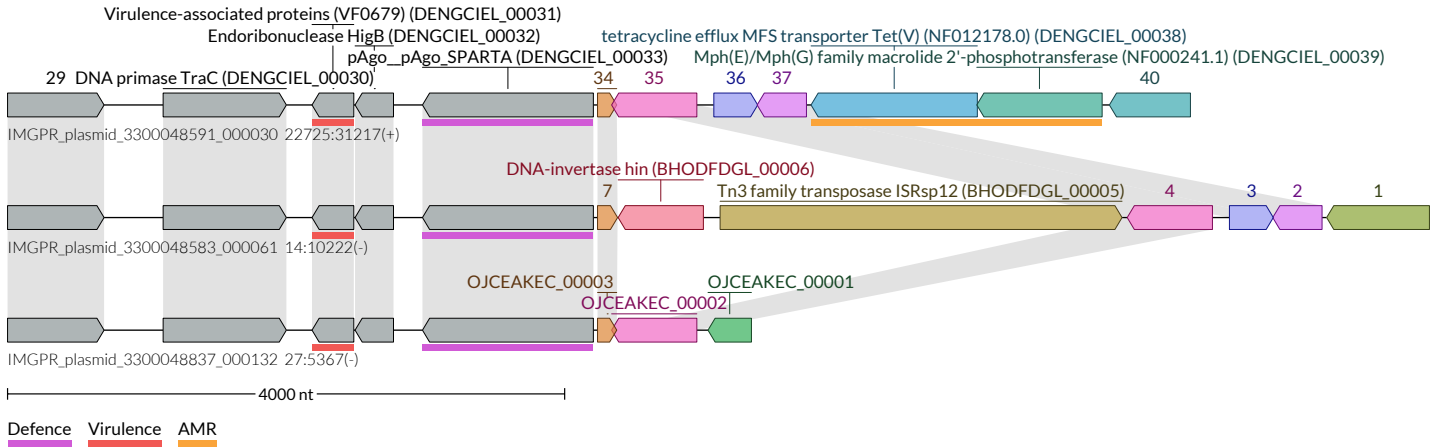 Virulence-associated proteins (VF0679) (DENGCIEL_00031)
Endoribonuclease HigB (DENGCIEL_00032) tetracycline efflux MFS transporter Tet(V) (NF012178.0) (DENGCIEL_00038)
pAgo__pAgo_SPARTA (DENGCIEL_00033) Mph(E)/Mph(G) family macrolide 2'-phosphotransferase (NF000241.1) (DENGCIEL_00039)
29 DNA primase TraC (DENGCIEL_00030) 34 35 36 37 40
IMGPR_plasmid_3300048591_000030 22725:31217(+)
DNA-invertase hin (BHODFDGL_00006)
7 Tn3 family transposase ISRsp12 (BHODFDGL_00005) 4 3 2 1
IMGPR_plasmid_3300048583_000061 14:10222(-)
OJCEAKEC_00003 OJCEAKEC_00001
OJCEAKEC_00002
IMGPR_plasmid_3300048837_000132 27:5367(-)
4000 nt
Defence Virulence AMR